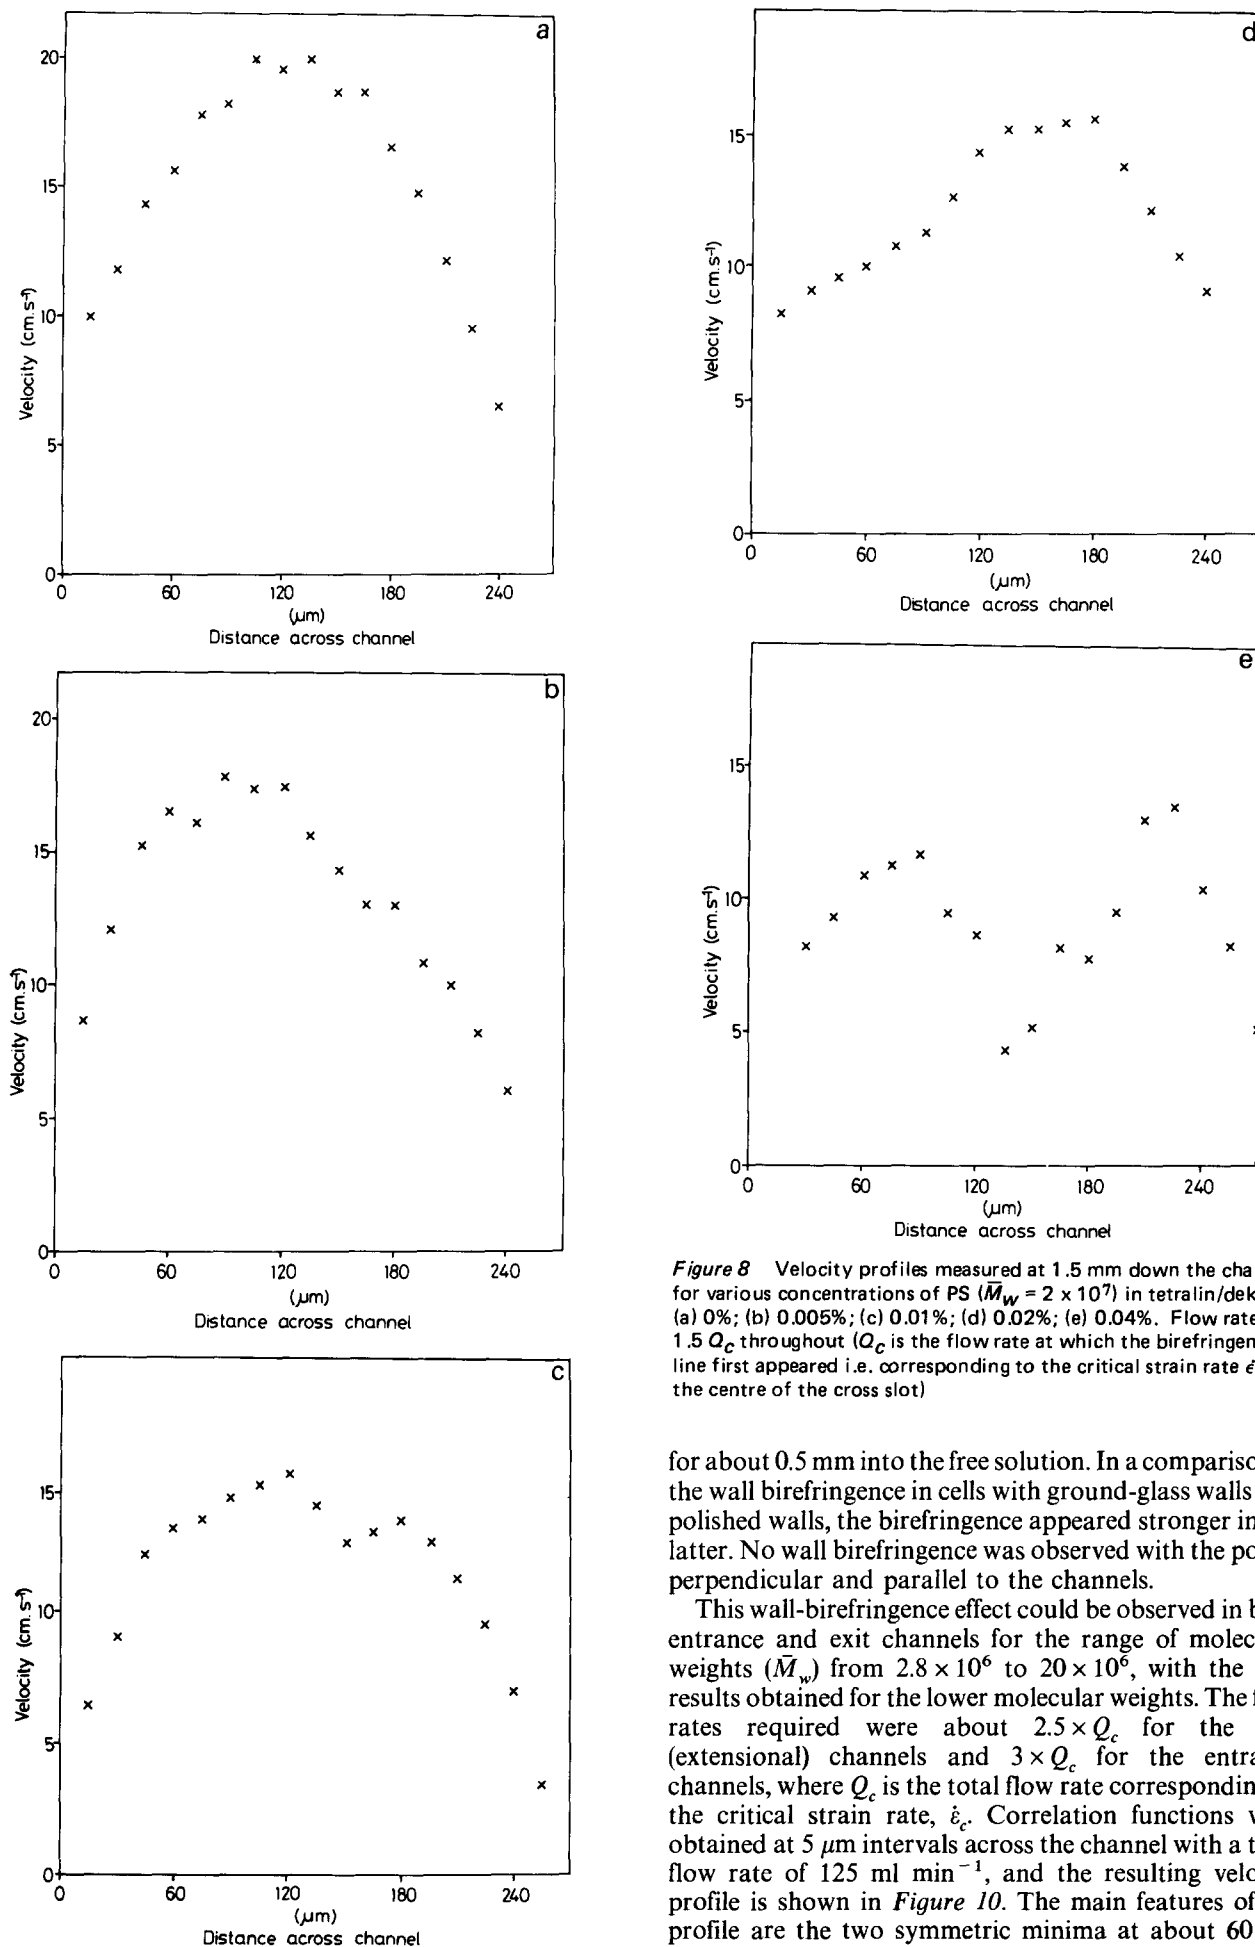 a
20
15
10
5
0
Velocity (cm.s⁻¹)
0 60 120 180 240
(μm)
Distance across channel
b
20
15
10
5
0
Velocity (cm.s⁻¹)
0 60 120 180 240
(μm)
Distance across channel
c
15
10
5
0
Velocity (cm.s⁻¹)
0 60 120 180 240
(μm)
Distance across channel
d
15
10
5
0
Velocity (cm.s⁻¹)
0 60 120 180 240
(μm)
Distance across channel
e
15
10
5
0
Velocity (cm.s⁻¹)
0 60 120 180 240
(μm)
Distance across channel
Figure 8 Velocity profiles measured at 1.5 mm down the cha
for various concentrations of PS (M̄w = 2 x 10⁷) in tetralin/dek
(a) 0%; (b) 0.005%; (c) 0.01%; (d) 0.02%; (e) 0.04%. Flow rate
1.5 Qc throughout (Qc is the flow rate at which the birefringen
line first appeared i.e. corresponding to the critical strain rate ε̇
the centre of the cross slot)
for about 0.5 mm into the free solution. In a compariso
the wall birefringence in cells with ground-glass walls
polished walls, the birefringence appeared stronger in
latter. No wall birefringence was observed with the po
perpendicular and parallel to the channels.
This wall-birefringence effect could be observed in b
entrance and exit channels for the range of molec
weights (M̄w) from 2.8 × 10⁶ to 20 × 10⁶, with the
results obtained for the lower molecular weights. The f
rates required were about 2.5 × Qc for the
(extensional) channels and 3 × Qc for the entra
channels, where Qc is the total flow rate correspondin
the critical strain rate, ε̇c. Correlation functions w
obtained at 5 μm intervals across the channel with a t
flow rate of 125 ml min⁻¹, and the resulting velo
profile is shown in Figure 10. The main features of
profile are the two symmetric minima at about 60